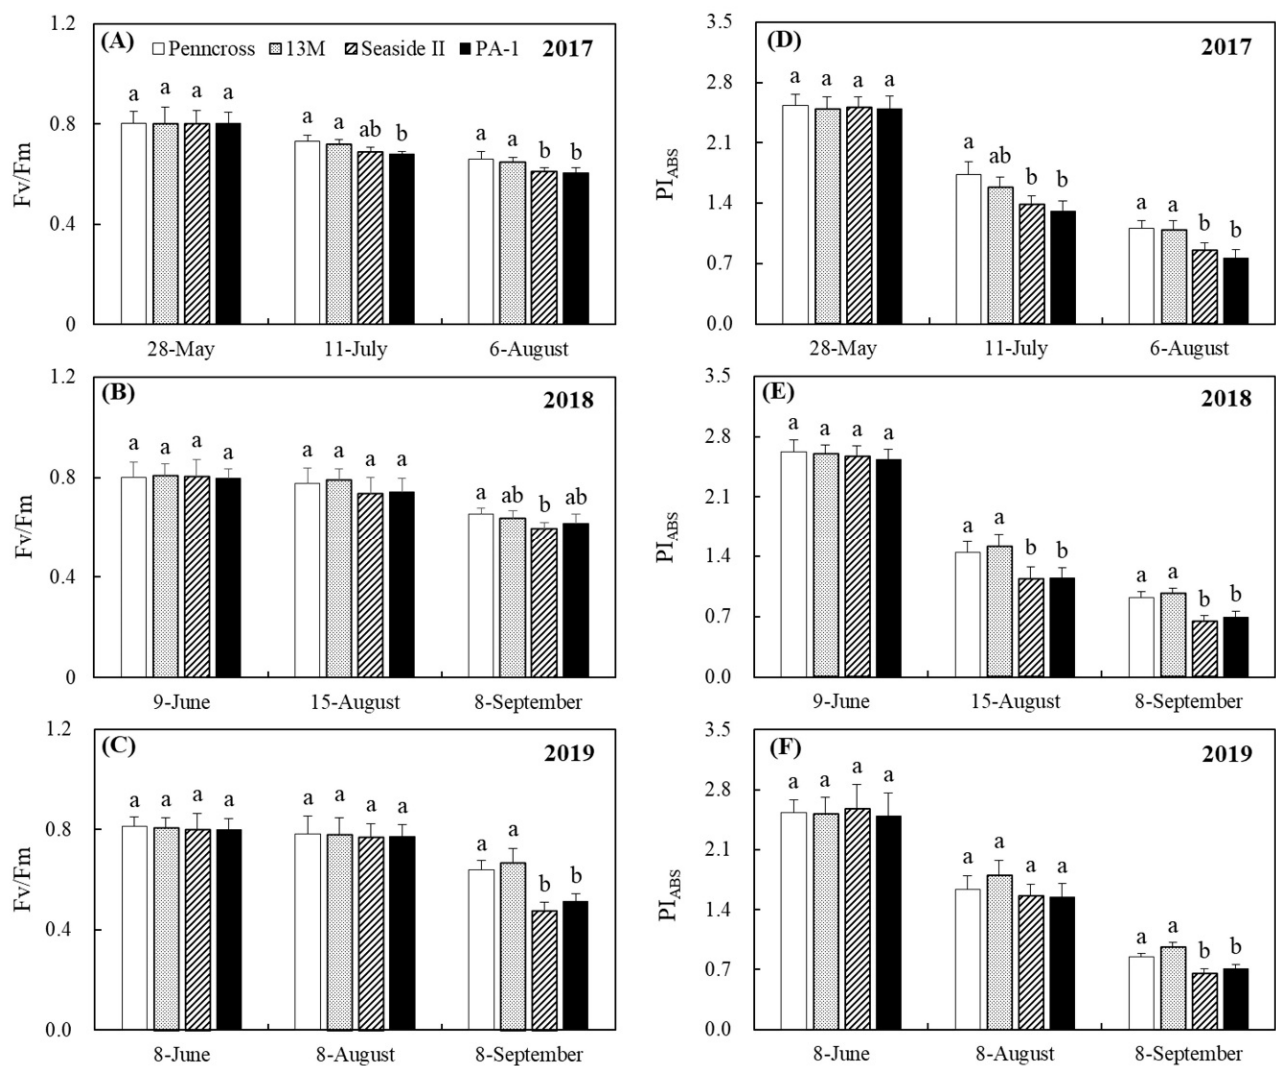 (A) 2017
Penncross 13M Seaside II PA-1
Fv/Fm
1.2
0.8
0.4
0
a a a a
a a ab b
a a b b
28-May 11-July 6-August
(D) 2017
PIABS
3.5
2.8
2.1
1.4
0.7
0.0
a a a a
a ab b b
a a b b
28-May 11-July 6-August
(B) 2018
Fv/Fm
1.2
0.8
0.4
0
a a a a
a a a a
a ab b ab
9-June 15-August 8-September
(E) 2018
PIABS
3.5
2.8
2.1
1.4
0.7
0.0
a a a a
a a b b
a a b b
9-June 15-August 8-September
(C) 2019
Fv/Fm
1.2
0.8
0.4
0.0
a a a a
a a a a
a a b b
8-June 8-August 8-September
(F) 2019
PIABS
3.5
2.8
2.1
1.4
0.7
0.0
a a a a
a a a a
a a b b
8-June 8-August 8-September